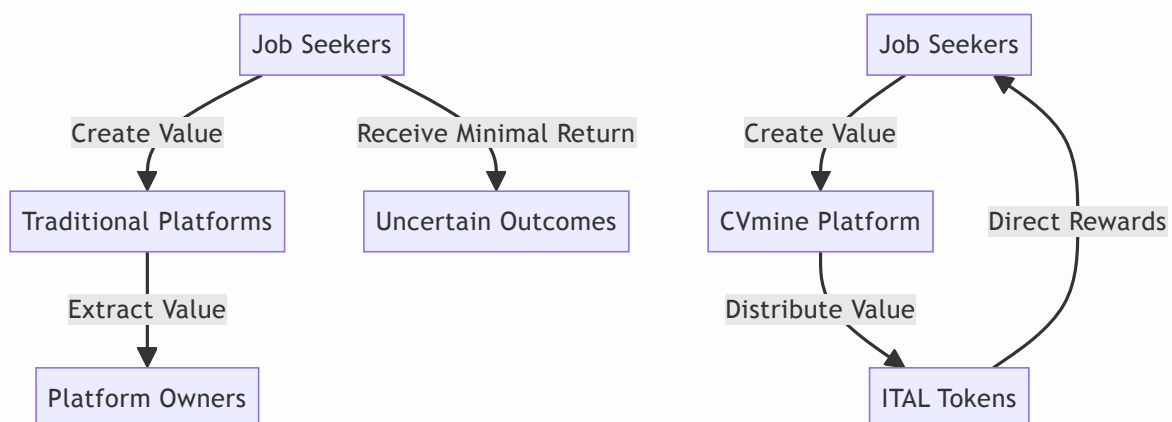 Job Seekers
Create Value
Receive Minimal Return
Traditional Platforms
Uncertain Outcomes
Extract Value
Platform Owners
Job Seekers
Create Value
CVmine Platform
Direct Rewards
Distribute Value
ITAL Tokens